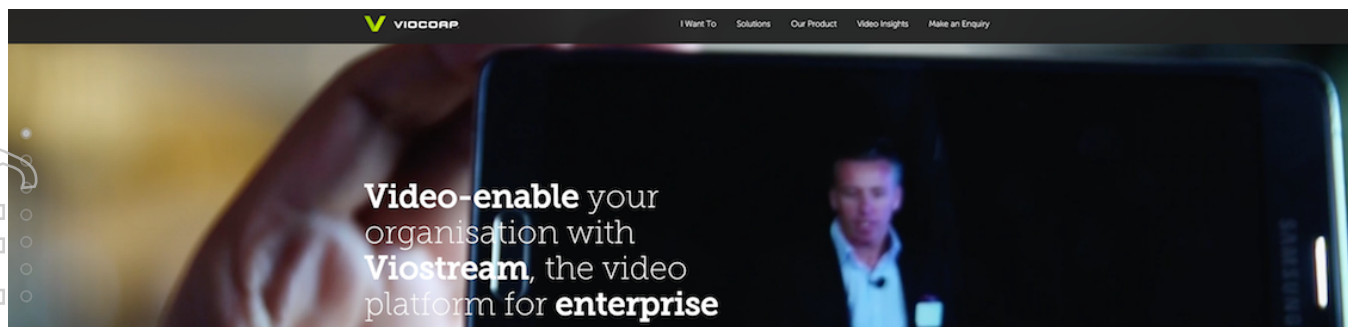 VIOCORP
I Want To
Solutions
Our Product
Video Insights
Make an Enquiry
Video-enable your
organisation with
Viostream, the video
platform for enterprise
SAMSUNG